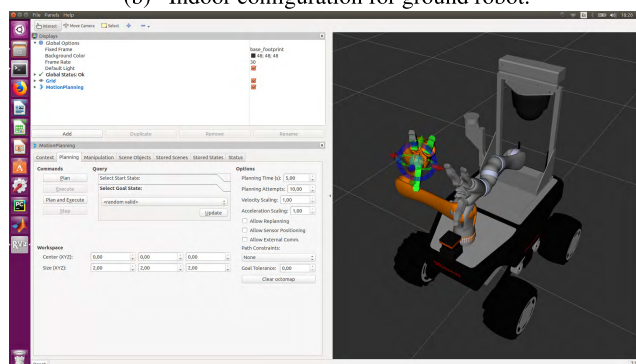 (b) Indoor configuration for ground robot.
File Panels Help
18:26
Interact Move Camera Select
Displays
Global Options
Fixed Frame base_footprint
Background Color 48; 48; 48
Frame Rate 30
Default Light
Global Status: Ok
Grid
MotionPlanning
Add Duplicate Remove Rename
MotionPlanning
Context Planning Manipulation Scene Objects Stored Scenes Stored States Status
Commands Query Options
Plan Select Start State: Planning Time (s): 5,00
Execute Select Goal State: Planning Attempts: 10,00
Plan and Execute <random valid> Velocity Scaling: 1,00
Stop Update Acceleration Scaling: 1,00
Allow Replanning
Allow Sensor Positioning
Allow External Comm.
Workspace Path Constraints:
Center (XYZ): 0,00 0,00 0,00 None
Size (XYZ): 2,00 2,00 2,00 Goal Tolerance: 0,00
Clear octomap